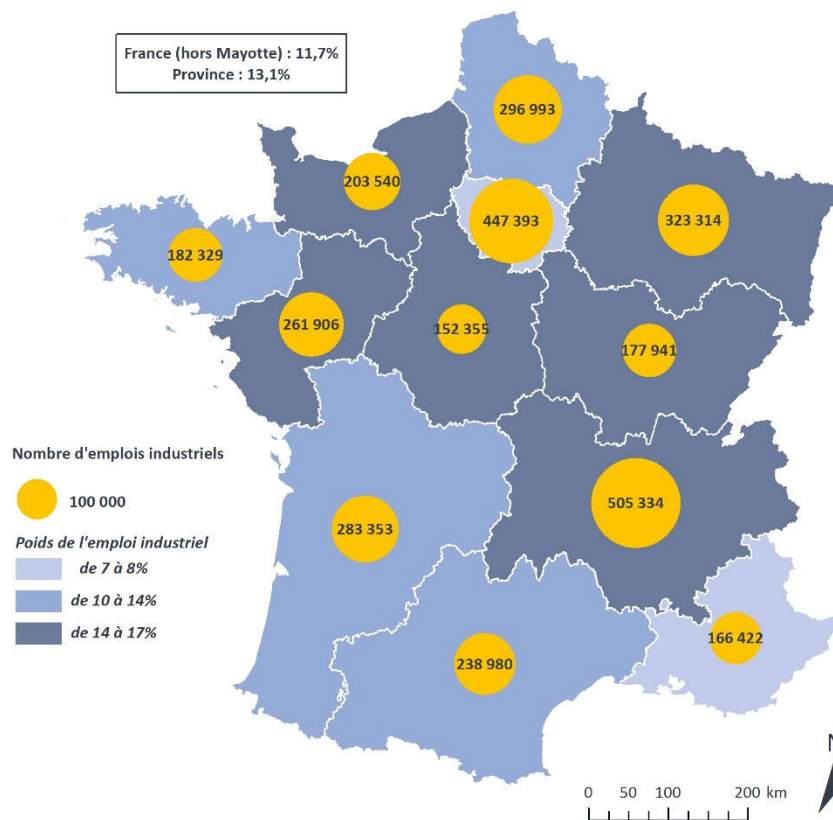 France (hors Mayotte) : 11,7%
Province : 13,1%
296 993
203 540
447 393
323 314
182 329
261 906
152 355
177 941
Nombre d'emplois industriels
100 000
505 334
283 353
Poids de l'emploi industriel
de 7 à 8%
de 10 à 14%
de 14 à 17%
166 422
238 980
N
0 50 100 200 km